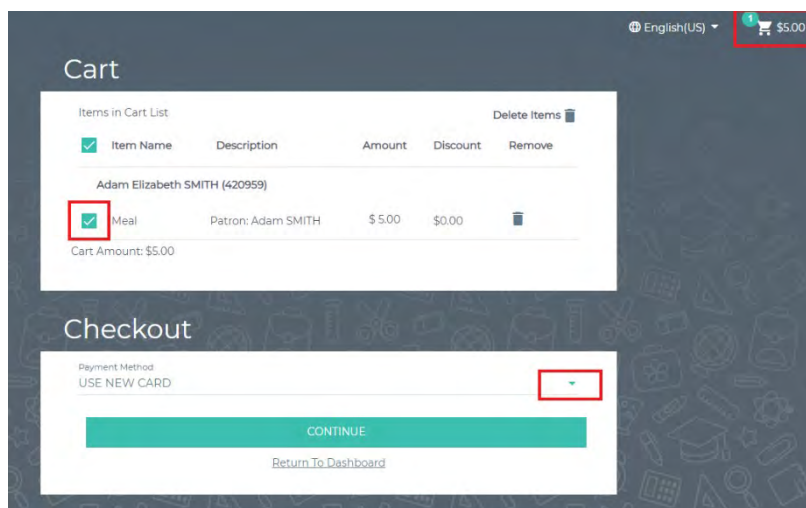 English(US)
1
$5.00
Cart
Items in Cart List
Delete Items
Item Name Description Amount Discount Remove
Adam Elizabeth SMITH (420959)
Meal Patron: Adam SMITH $ 5.00 $0.00
Cart Amount: $5.00
Checkout
Payment Method
USE NEW CARD
CONTINUE
Return To Dashboard